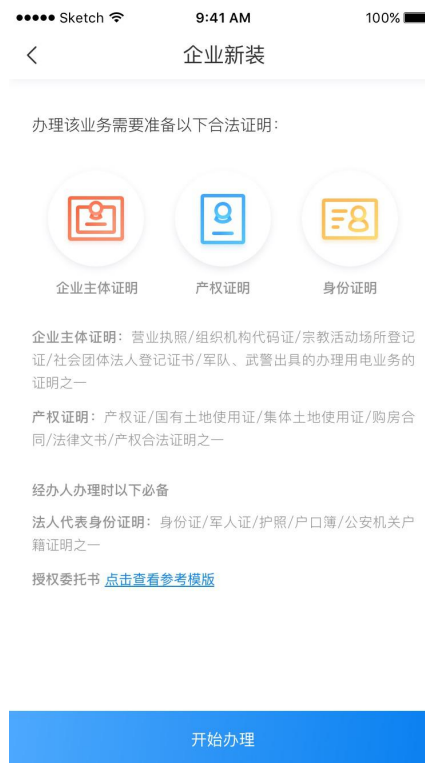 Sketch 9:41 AM 100%
企业新装
办理该业务需要准备以下合法证明：
企业主体证明 产权证明 身份证明
企业主体证明：营业执照/组织机构代码证/宗教活动场所登记
证/社会团体法人登记证书/军队、武警出具的办理用电业务的
证明之一
产权证明：产权证/国有土地使用证/集体土地使用证/购房合
同/法律文书/产权合法证明之一
经办人办理时以下必备
法人代表身份证明：身份证/军人证/护照/户口簿/公安机关户
籍证明之一
授权委托书 点击查看参考模版
开始办理